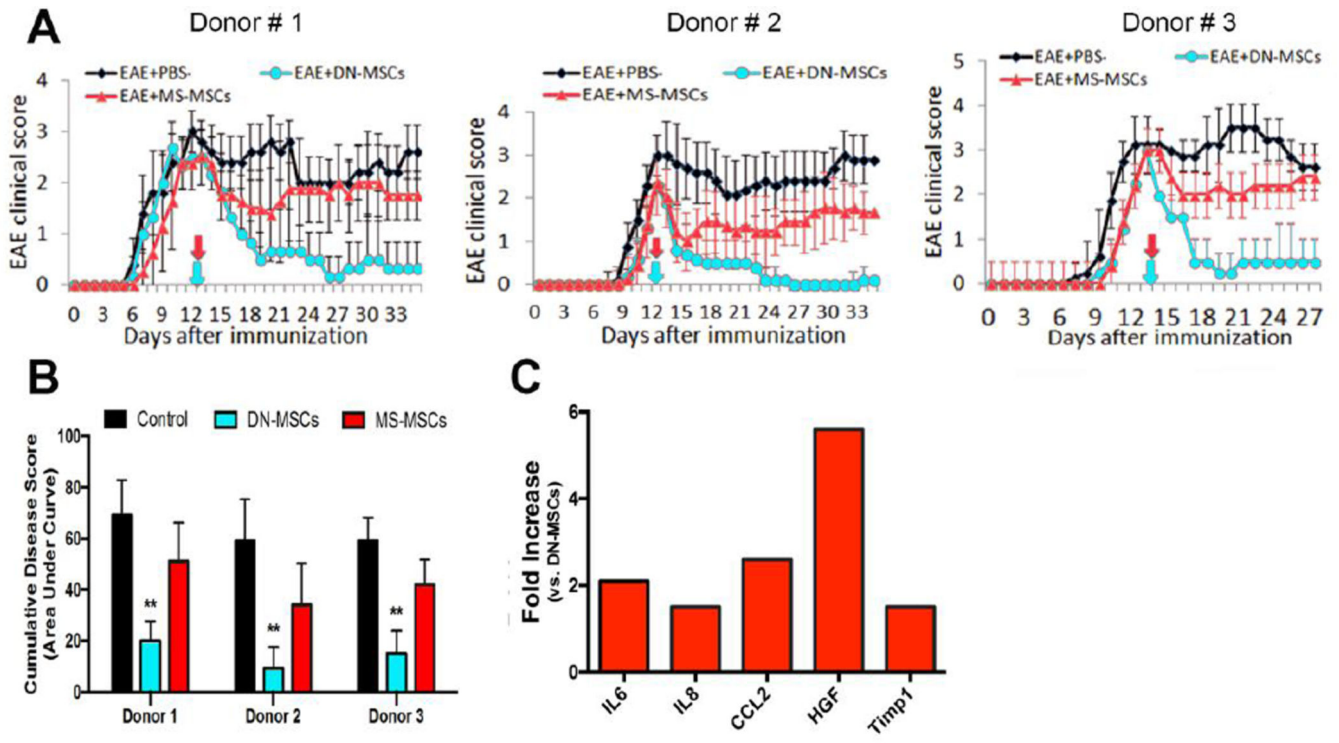 A
Donor # 1
EAE+PBS-
EAE+DN-MSCs
EAE+MS-MSCs
EAE clinical score
4
3
2
1
0
0 3 6 9 12 15 18 21 24 27 30 33
Days after immunization
Donor # 2
EAE+PBS-
EAE+DN-MSCs
EAE+MS-MSCs
EAE clinical score
4
3
2
1
0
0 3 6 9 12 15 18 21 24 27 30 33
Days after immunization
Donor # 3
EAE+PBS-
EAE+DN-MSCs
EAE+MS-MSCs
EAE clinical score
5
4
3
2
1
0
0 3 6 9 12 15 18 21 24 27
Days after immunization
B
Control
DN-MSCs
MS-MSCs
Cumulative Disease Score
(Area Under Curve)
100
80
60
40
20
0
**
**
**
Donor 1
Donor 2
Donor 3
C
Fold Increase
(vs. DN-MSCs)
6
4
2
0
IL6
IL8
CCL2
HGF
Timp1